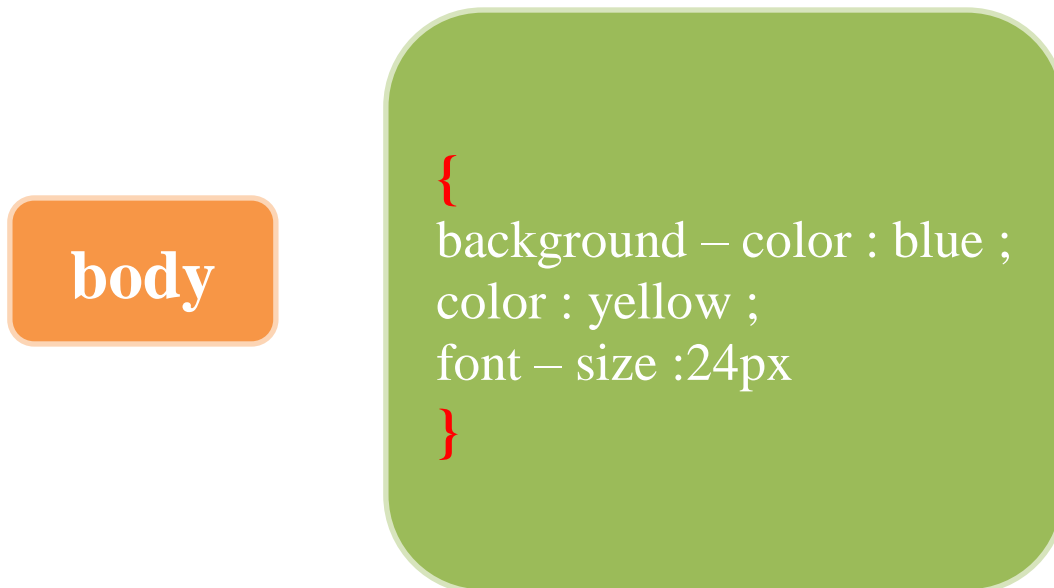 body
{
background – color : blue ;
color : yellow ;
font – size :24px
}